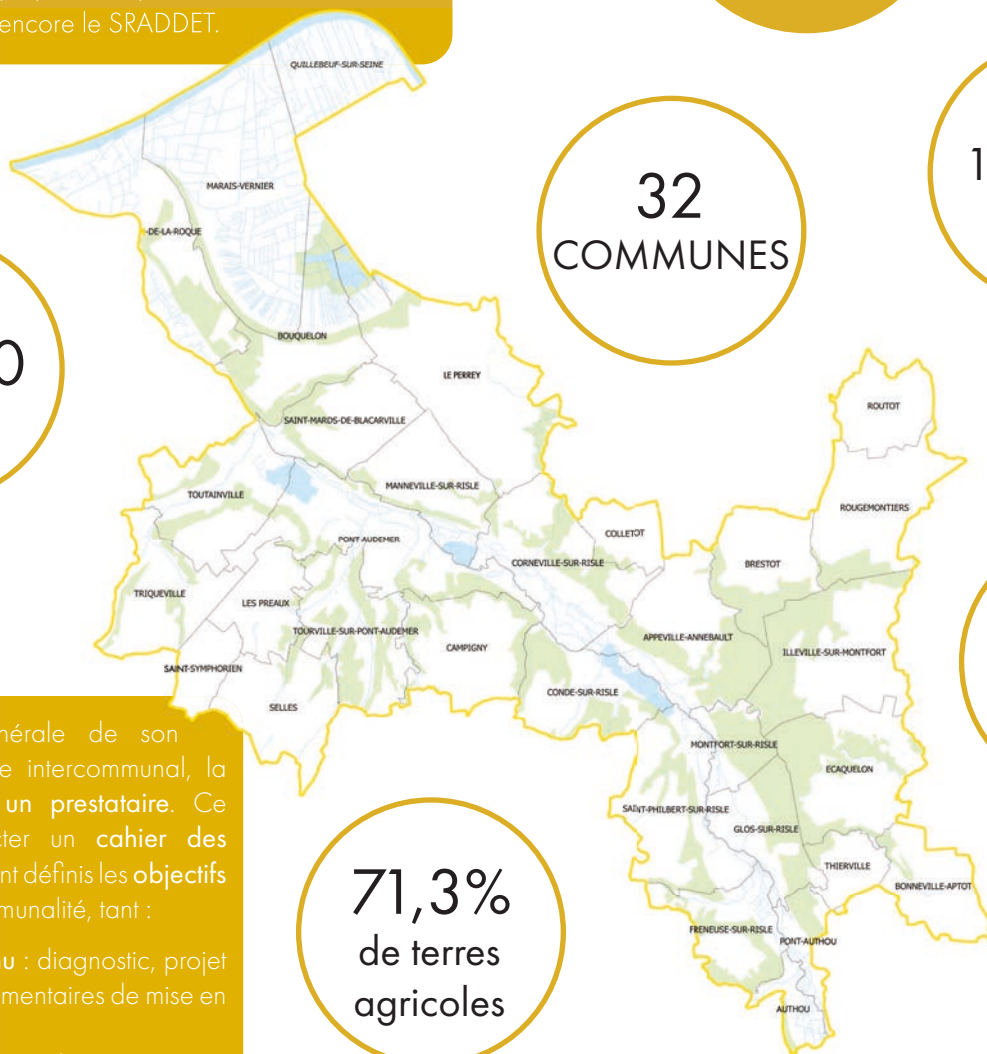 encore le SRADDET.
QUILLEBEUF-SUR-SEINE
MARAIS-VERNIER
-DE-LA-ROQUE
32
COMMUNES
1
0
BOUQUELON
LE PERREY
SAINT-MARDS-DE-BLACARVILLE
ROUTOT
MANNEVILLE-SUR-RISLE
TOUTAINVILLE
ROUGEMONTIERS
COLLETOT
PONT-AUDEMER
CORNEVILLE-SUR-RISLE
BRESTOT
TRIQUEVILLE
LES PREAUX
TOURVILLE-SUR-PONT-AUDEMER
APPEVILLE-ANNEBAULT
CAMPIGNY
ILLEVILLE-SUR-MONTFORT
SAINT-SYMPHORIEN
CONDE-SUR-RISLE
SELLES
MONTFORT-SUR-RISLE
ECAQUELON
SAINT-PHILBERT-SUR-RISLE
GLOS-SUR-RISLE
THIERVILLE
BONNEVILLE-APTOT
FRENEUSE-SUR-RISLE
PONT-AUTHOU
AUTHOU
nérale de son
e intercommunal, la
un prestataire. Ce
cter un cahier des
nt définis les objectifs
munalité, tant :
nu : diagnostic, projet
mentaires de mise en
71,3%
de terres
agricoles